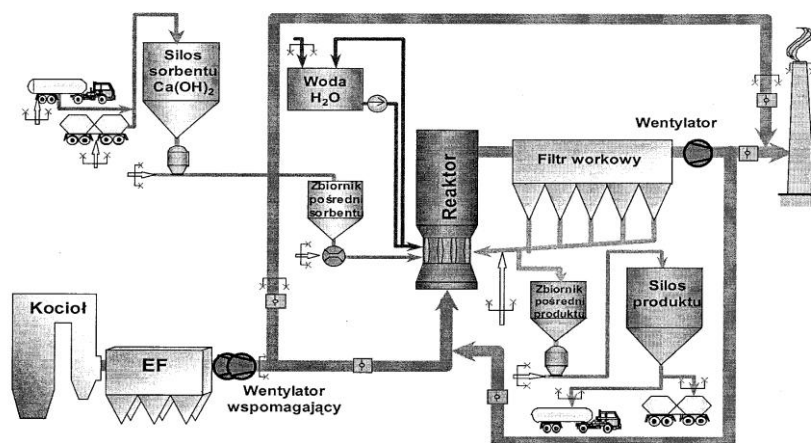 Silos
sorbentu
Ca(OH)2
Woda
H2O
Wentylator
Filtr workowy
Reaktor
Zbiornik
pośredni
sorbentu
Zbiornik
pośredni
produktu
Silos
produktu
Kocioł
EF
Wentylator
wspomagający